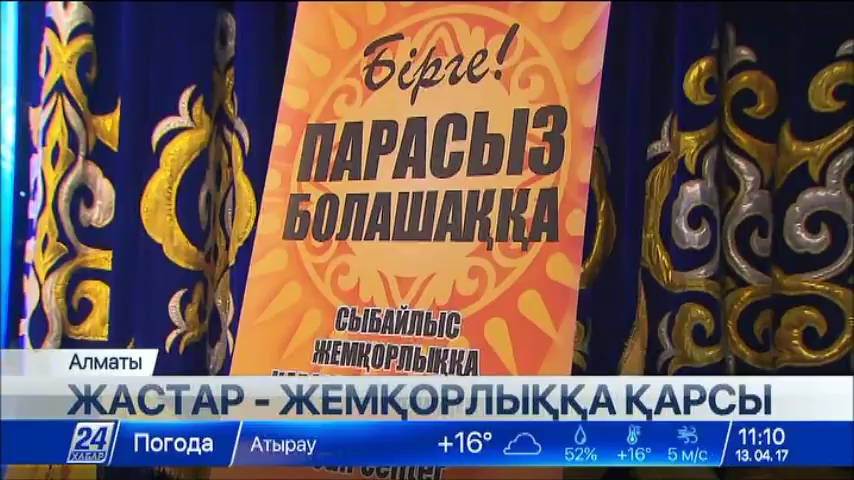 Бірге!
ПАРАСЫЗ
БОЛАШАҚҚА
СЫБАЙЛЫС
ЖЕМҚОРЛЫҚҚА
Алматы
ЖАСТАР - ЖЕМҚОРЛЫҚҚА ҚАРСЫ
24 ХАБАР
Погода
Атырау
+16°
52%
+16°
5 м/с
11:10
13.04.17